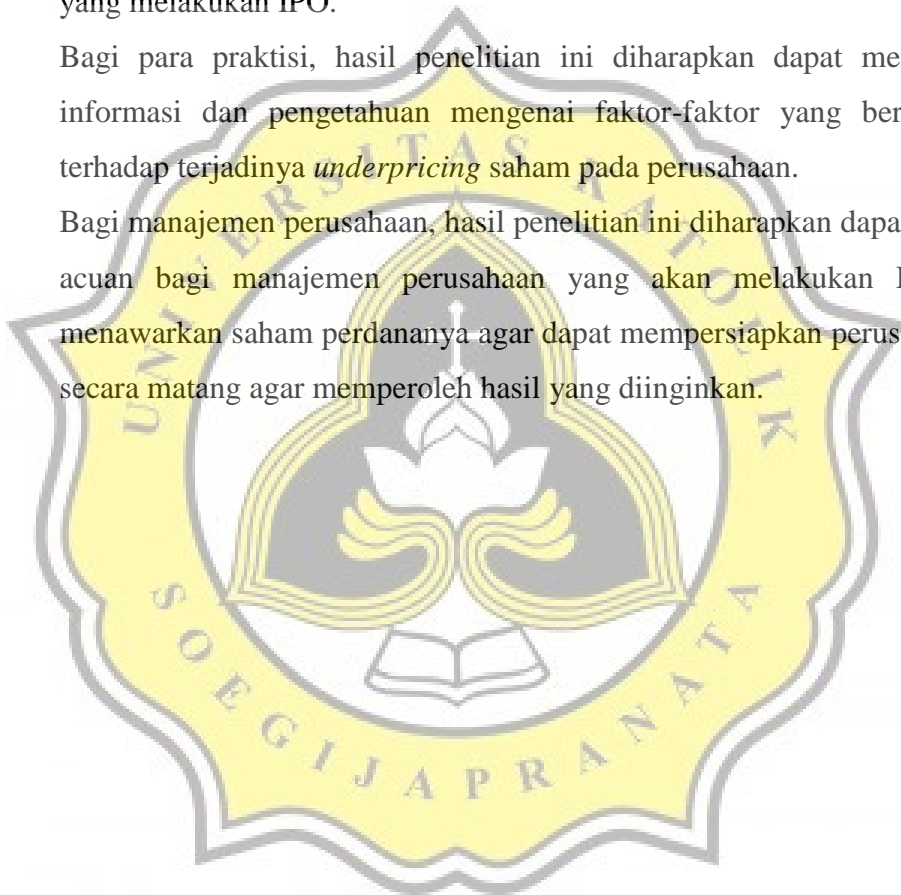 yang melakukan IPO.
Bagi para praktisi, hasil penelitian ini diharapkan dapat me
informasi dan pengetahuan mengenai faktor-faktor yang ber
terhadap terjadinya underpricing saham pada perusahaan.
Bagi manajemen perusahaan, hasil penelitian ini diharapkan dapa
acuan bagi manajemen perusahaan yang akan melakukan
menawarkan saham perdananya agar dapat mempersiapkan perus
secara matang agar memperoleh hasil yang diinginkan.
UNIVERSITAS KATOLIK
SOEGIJAPRANATA